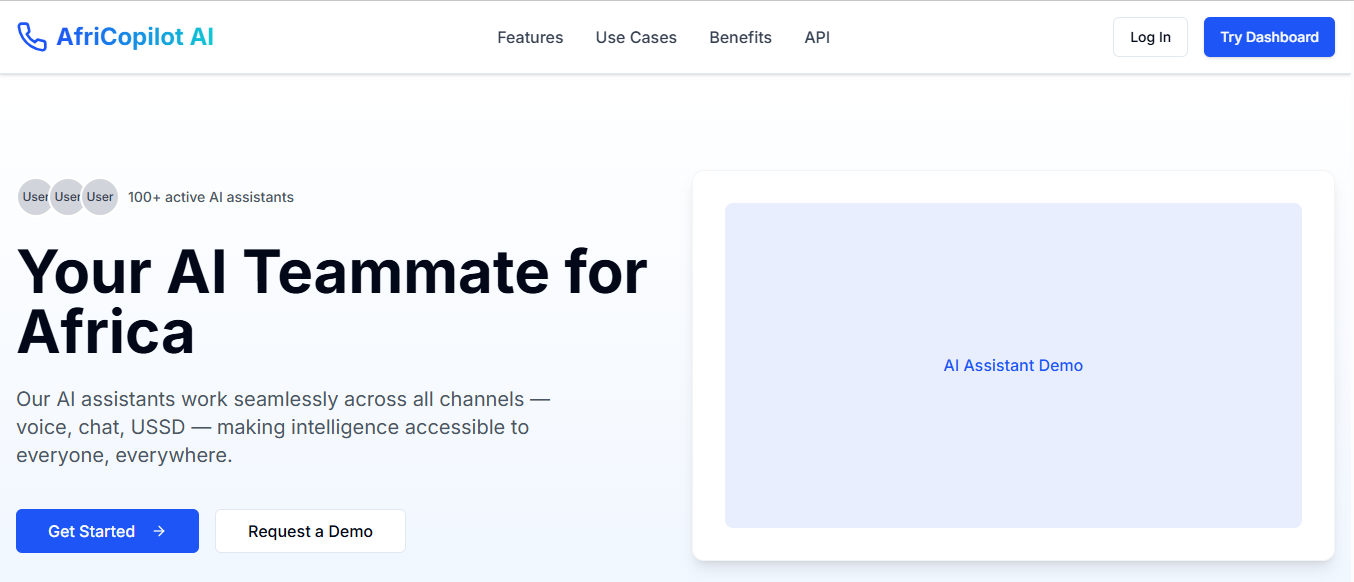 AfriCopilot AI
Features
Use Cases
Benefits
API
Log In
Try Dashboard
User
User
User
100+ active AI assistants
Your AI Teammate for
Africa
Our AI assistants work seamlessly across all channels —
voice, chat, USSD — making intelligence accessible to
everyone, everywhere.
Get Started →
Request a Demo
AI Assistant Demo